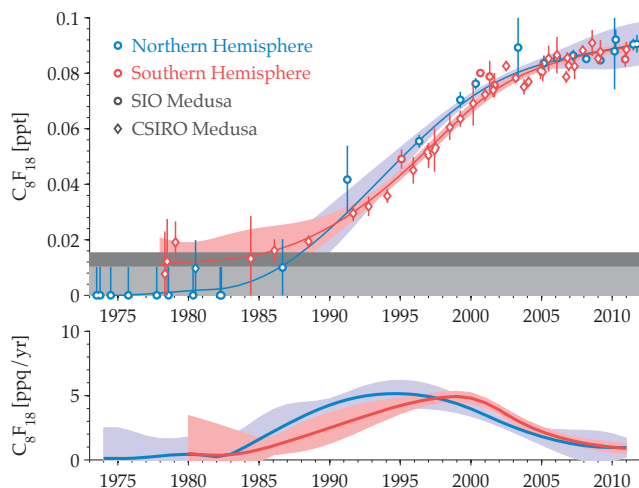 0.1
0.08
0.06
0.04
0.02
0
C₈F₁₈ [ppt]
Northern Hemisphere
Southern Hemisphere
SIO Medusa
CSIRO Medusa
1975 1980 1985 1990 1995 2000 2005 2010
10
5
0
C₈F₁₈ [ppq/yr]
1975 1980 1985 1990 1995 2000 2005 2010